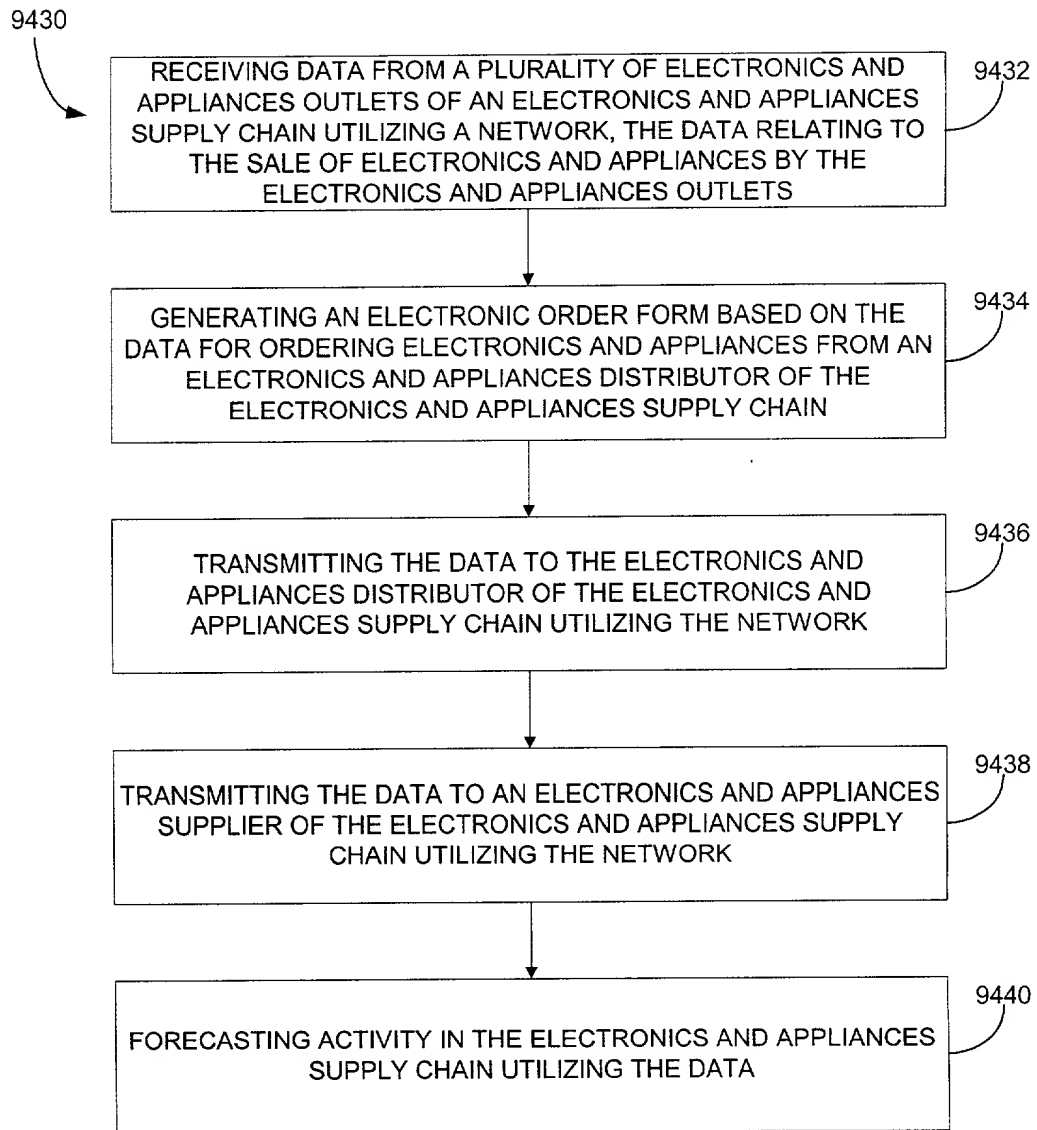 9430
RECEIVING DATA FROM A PLURALITY OF ELECTRONICS AND
APPLIANCES OUTLETS OF AN ELECTRONICS AND APPLIANCES
SUPPLY CHAIN UTILIZING A NETWORK, THE DATA RELATING TO
THE SALE OF ELECTRONICS AND APPLIANCES BY THE
ELECTRONICS AND APPLIANCES OUTLETS
9432
GENERATING AN ELECTRONIC ORDER FORM BASED ON THE
DATA FOR ORDERING ELECTRONICS AND APPLIANCES FROM AN
ELECTRONICS AND APPLIANCES DISTRIBUTOR OF THE
ELECTRONICS AND APPLIANCES SUPPLY CHAIN
9434
TRANSMITTING THE DATA TO THE ELECTRONICS AND
APPLIANCES DISTRIBUTOR OF THE ELECTRONICS AND
APPLIANCES SUPPLY CHAIN UTILIZING THE NETWORK
9436
TRANSMITTING THE DATA TO AN ELECTRONICS AND APPLIANCES
SUPPLIER OF THE ELECTRONICS AND APPLIANCES SUPPLY
CHAIN UTILIZING THE NETWORK
9438
FORECASTING ACTIVITY IN THE ELECTRONICS AND APPLIANCES
SUPPLY CHAIN UTILIZING THE DATA
9440